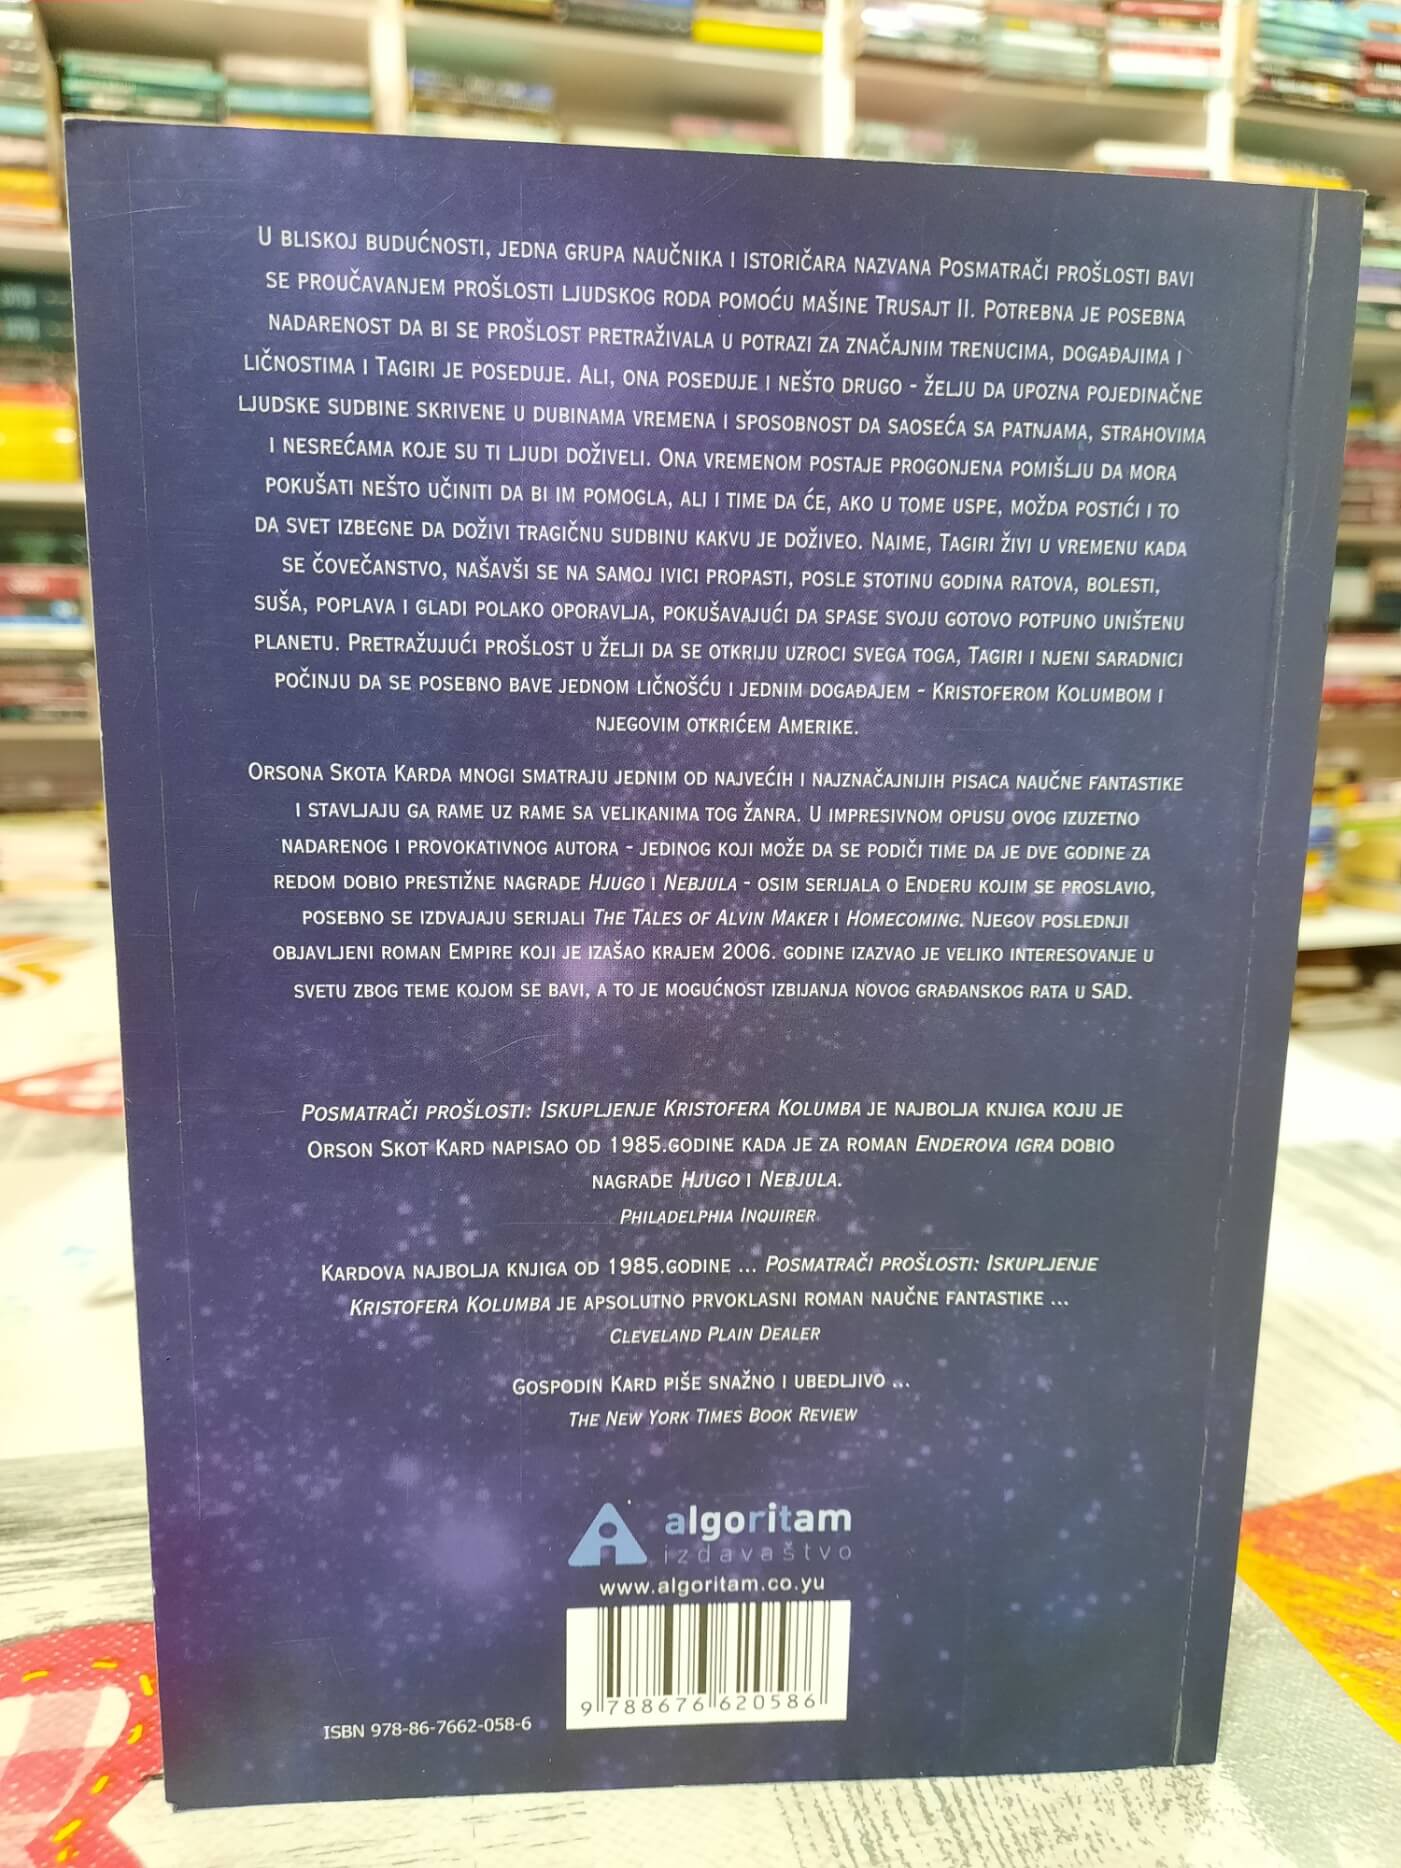 U BLISKOJ BUDUĆNOSTI, JEDNA GRUPA NAUČNIKA I ISTORIČARA NAZVANA POSMATRAČI PROŠLOSTI BAVI
SE PROUČAVANJEM PROŠLOSTI LJUDSKOG RODA POMOĆU MAŠINE TRUSAJT II. POTREBNA JE POSEBNA
NADARENOST DA BI SE PROŠLOST PRETRAŽIVALA U POTRAZI ZA ZNAČAJNIM TRENUCIMA, DOGAĐAJIMA I
LIČNOSTIMA I TAGIRI JE POSEDUJE. ALI, ONA POSEDUJE I NEŠTO DRUGO - ŽELJU DA UPOZNA POJEDINAČNE
LJUDSKE SUDBINE SKRIVENE U DUBINAMA VREMENA I SPOSOBNOST DA SAOSEĆA SA PATNJAMA, STRAHOVIMA
I NESREĆAMA KOJE SU TI LJUDI DOŽIVELI. ONA VREMENOM POSTAJE PROGONJENA POMIŠLJU DA MORA
POKUŠATI NEŠTO UČINITI DA BI IM POMOGLA, ALI I TIME DA ĆE, AKO U TOME USPE, MOŽDA POSTIĆI I TO
DA SVET IZBEGNE DA DOŽIVI TRAGIČNU SUDBINU KAKVU JE DOŽIVEO. NAIME, TAGIRI ŽIVI U VREMENU KADA
SE ČOVEČANSTVO, NAŠAVŠI SE NA SAMOJ IVICI PROPASTI, POSLE STOTINU GODINA RATOVA, BOLESTI,
SUŠA, POPLAVA I GLADI POLAKO OPORAVLJA, POKUŠAVAJUĆI DA SPASE SVOJU GOTOVO POTPUNO UNIŠTENU
PLANETU. PRETRAŽUJUĆI PROŠLOST U ŽELJI DA SE OTKRIJU UZROCI SVEGA TOGA, TAGIRI I NJENI SARADNICI
POČINJU DA SE POSEBNO BAVE JEDNOM LIČNOŠĆU I JEDNIM DOGAĐAJEM - KRISTOFEROM KOLUMBOM I
NJEGOVIM OTKRIĆEM AMERIKE.
ORSONA SKOTA KARDA MNOGI SMATRAJU JEDNIM OD NAJVEĆIH I NAJZNAČAJNIJIH PISACA NAUČNE FANTASTIKE
I STAVLJAJU GA RAME UZ RAME SA VELIKANIMA TOG ŽANRA. U IMPRESIVNOM OPUSU OVOG IZUZETNO
NADARENOG I PROVOKATIVNOG AUTORA - JEDINOG KOJI MOŽE DA SE PODIČI TIME DA JE DVE GODINE ZA
REDOM DOBIO PRESTIŽNE NAGRADE HJUGO I NEBJULA - OSIM SERIJALA O ENDERU KOJIM SE PROSLAVIO,
POSEBNO SE IZDVAJAJU SERIJALI THE TALES OF ALVIN MAKER I HOMECOMING. NJEGOV POSLEDNJI
OBJAVLJENI ROMAN EMPIRE KOJI JE IZAŠAO KRAJEM 2006. GODINE IZAZVAO JE VELIKO INTERESOVANJE U
SVETU ZBOG TEME KOJOM SE BAVI, A TO JE MOGUĆNOST IZBIJANJA NOVOG GRAĐANSKOG RATA U SAD.
POSMATRAČI PROŠLOSTI: ISKUPLJENJE KRISTOFERA KOLUMBA JE NAJBOLJA KNJIGA KOJU JE
ORSON SKOT KARD NAPISAO OD 1985.GODINE KADA JE ZA ROMAN ENDEROVA IGRA DOBIO
NAGRADE HJUGO I NEBJULA.
PHILADELPHIA INQUIRER
KARDOVA NAJBOLJA KNJIGA OD 1985.GODINE ... POSMATRAČI PROŠLOSTI: ISKUPLJENJE
KRISTOFERA KOLUMBA JE APSOLUTNO PRVOKLASNI ROMAN NAUČNE FANTASTIKE ...
CLEVELAND PLAIN DEALER
GOSPODIN KARD PIŠE SNAŽNO I UBEDLJIVO ...
THE NEW YORK TIMES BOOK REVIEW
algoritam
izdavaštvo
www.algoritam.co.yu
9 788676 620586
ISBN 978-86-7662-058-6